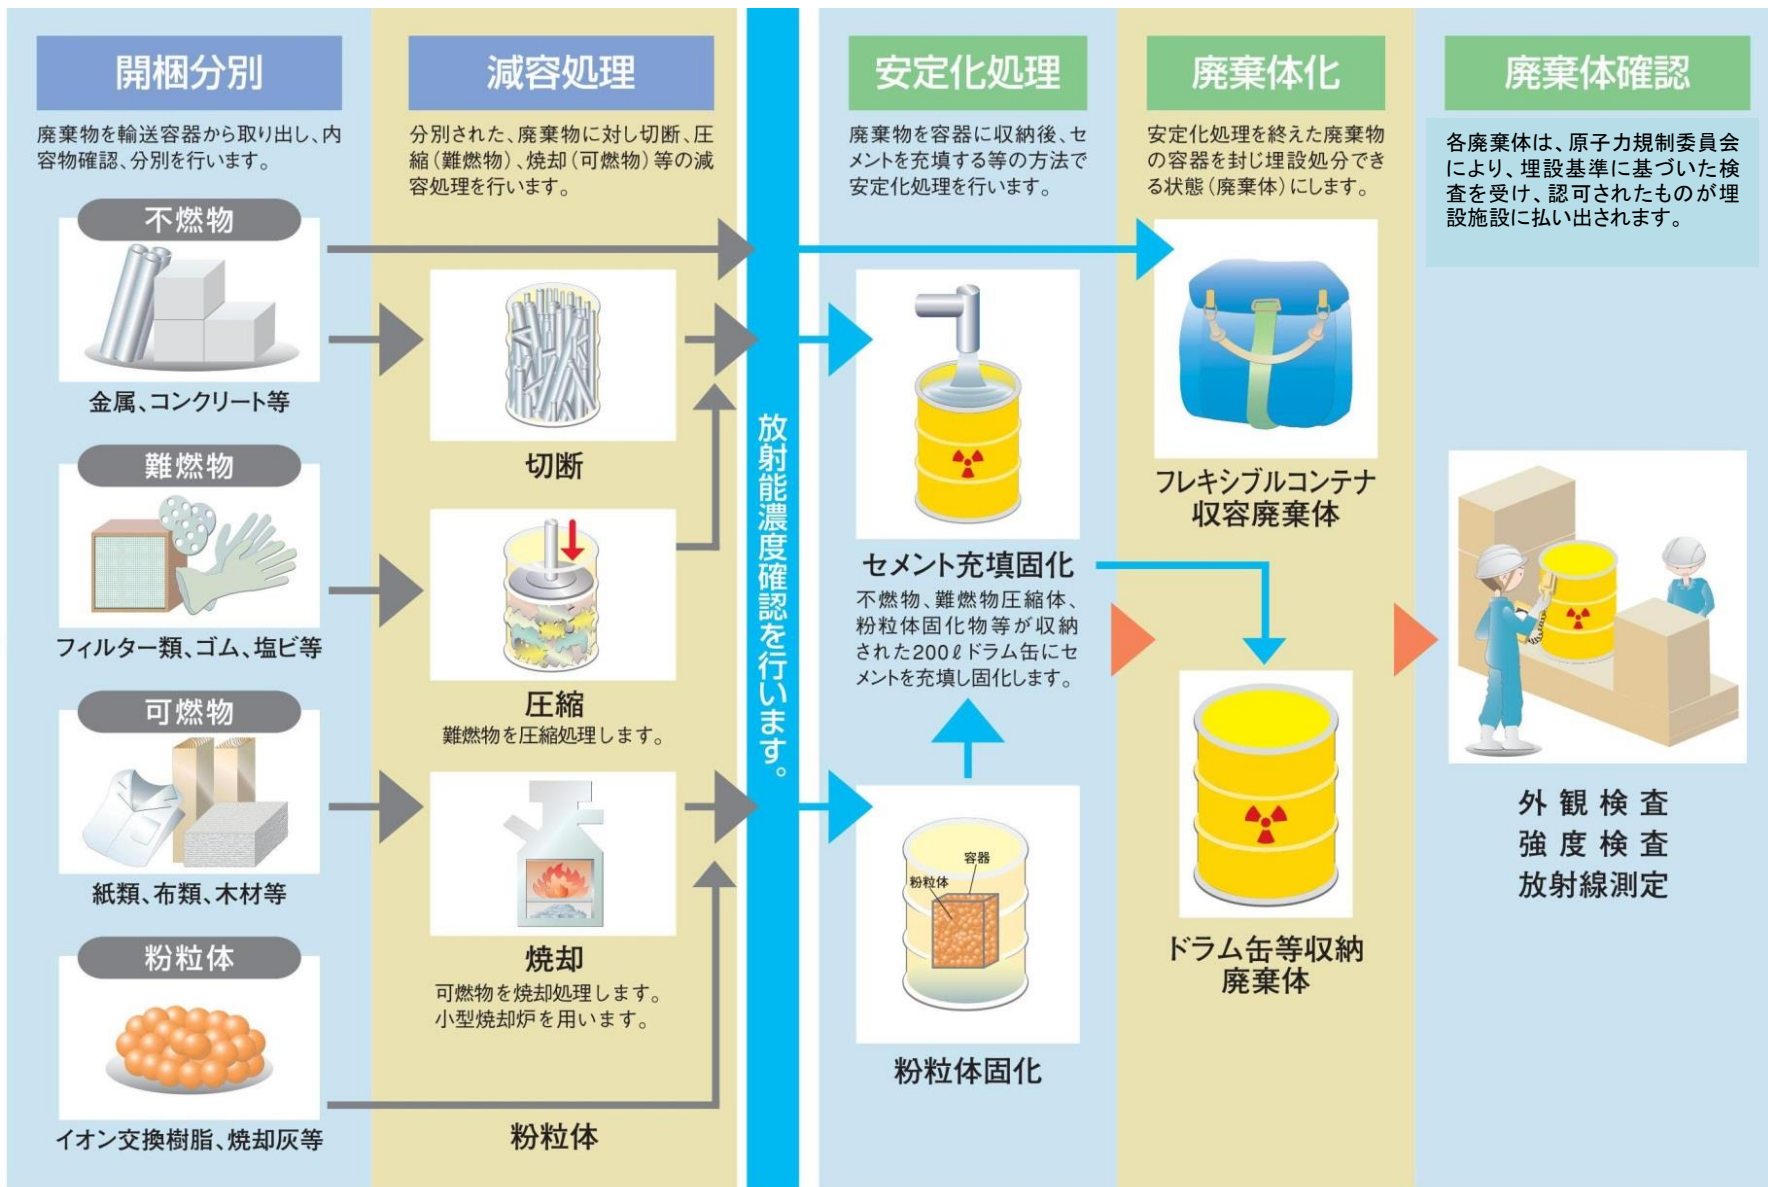 開梱分別
廃棄物を輸送容器から取り出し、内
容物確認、分別を行います。
不燃物
金属、コンクリート等
難燃物
フィルター類、ゴム、塩ビ等
可燃物
紙類、布類、木材等
粉粒体
イオン交換樹脂、焼却灰等
減容処理
分別された、廃棄物に対し切断、圧
縮(難燃物)、焼却(可燃物)等の減
容処理を行います。
切断
圧縮
難燃物を圧縮処理します。
焼却
可燃物を焼却処理します。
小型焼却炉を用います。
粉粒体
放射能濃度確認を行います。
安定化処理
廃棄物を容器に収納後、セ
メントを充填する等の方法で
安定化処理を行います。
セメント充填固化
不燃物、難燃物圧縮体、
粉粒体固化物等が収納
された200ℓドラム缶にセ
メントを充填し固化します。
容器
粉粒体
粉粒体固化
廃棄体化
安定化処理を終えた廃棄物
の容器を封じ埋設処分でき
る状態(廃棄体)にします。
フレキシブルコンテナ
収容廃棄体
ドラム缶等収納
廃棄体
廃棄体確認
各廃棄体は、原子力規制委員会
により、埋設基準に基づいた検
査を受け、認可されたものが埋
設施設に払い出されます。
外観検査
強度検査
放射線測定